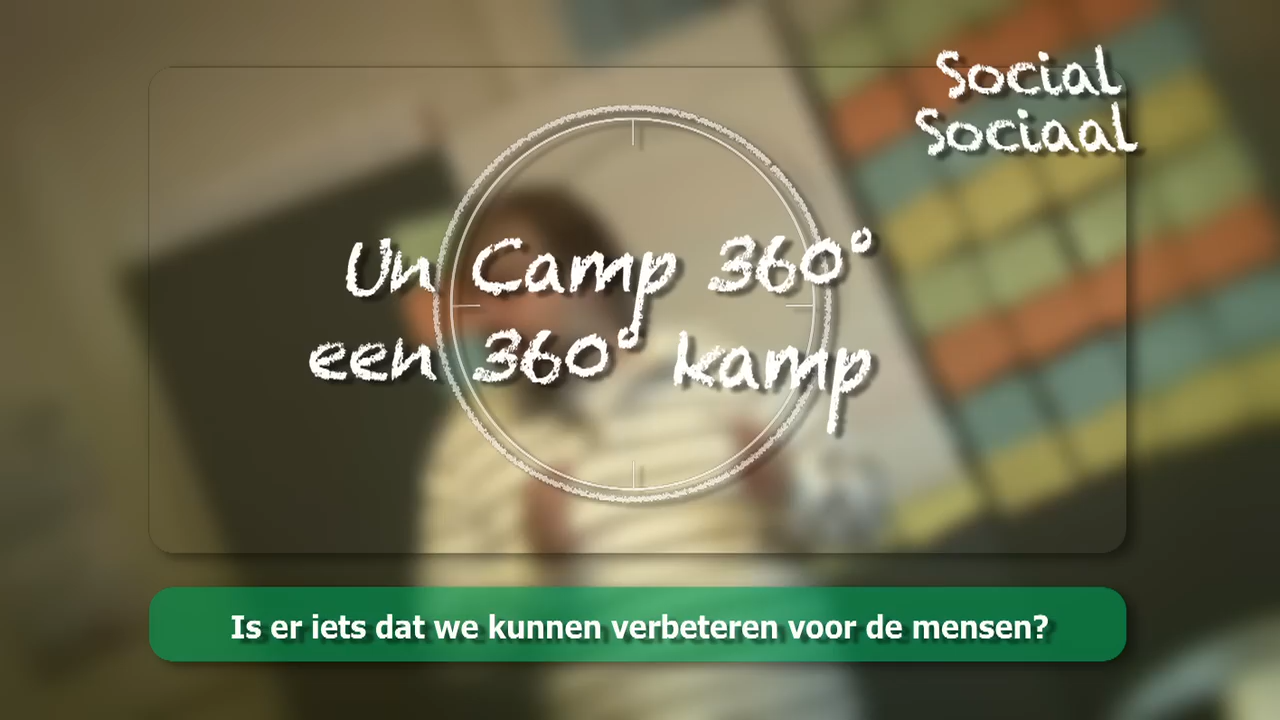 Social
Sociaal
Un Camp 360°
een 360° kamp
Is er iets dat we kunnen verbeteren voor de mensen?